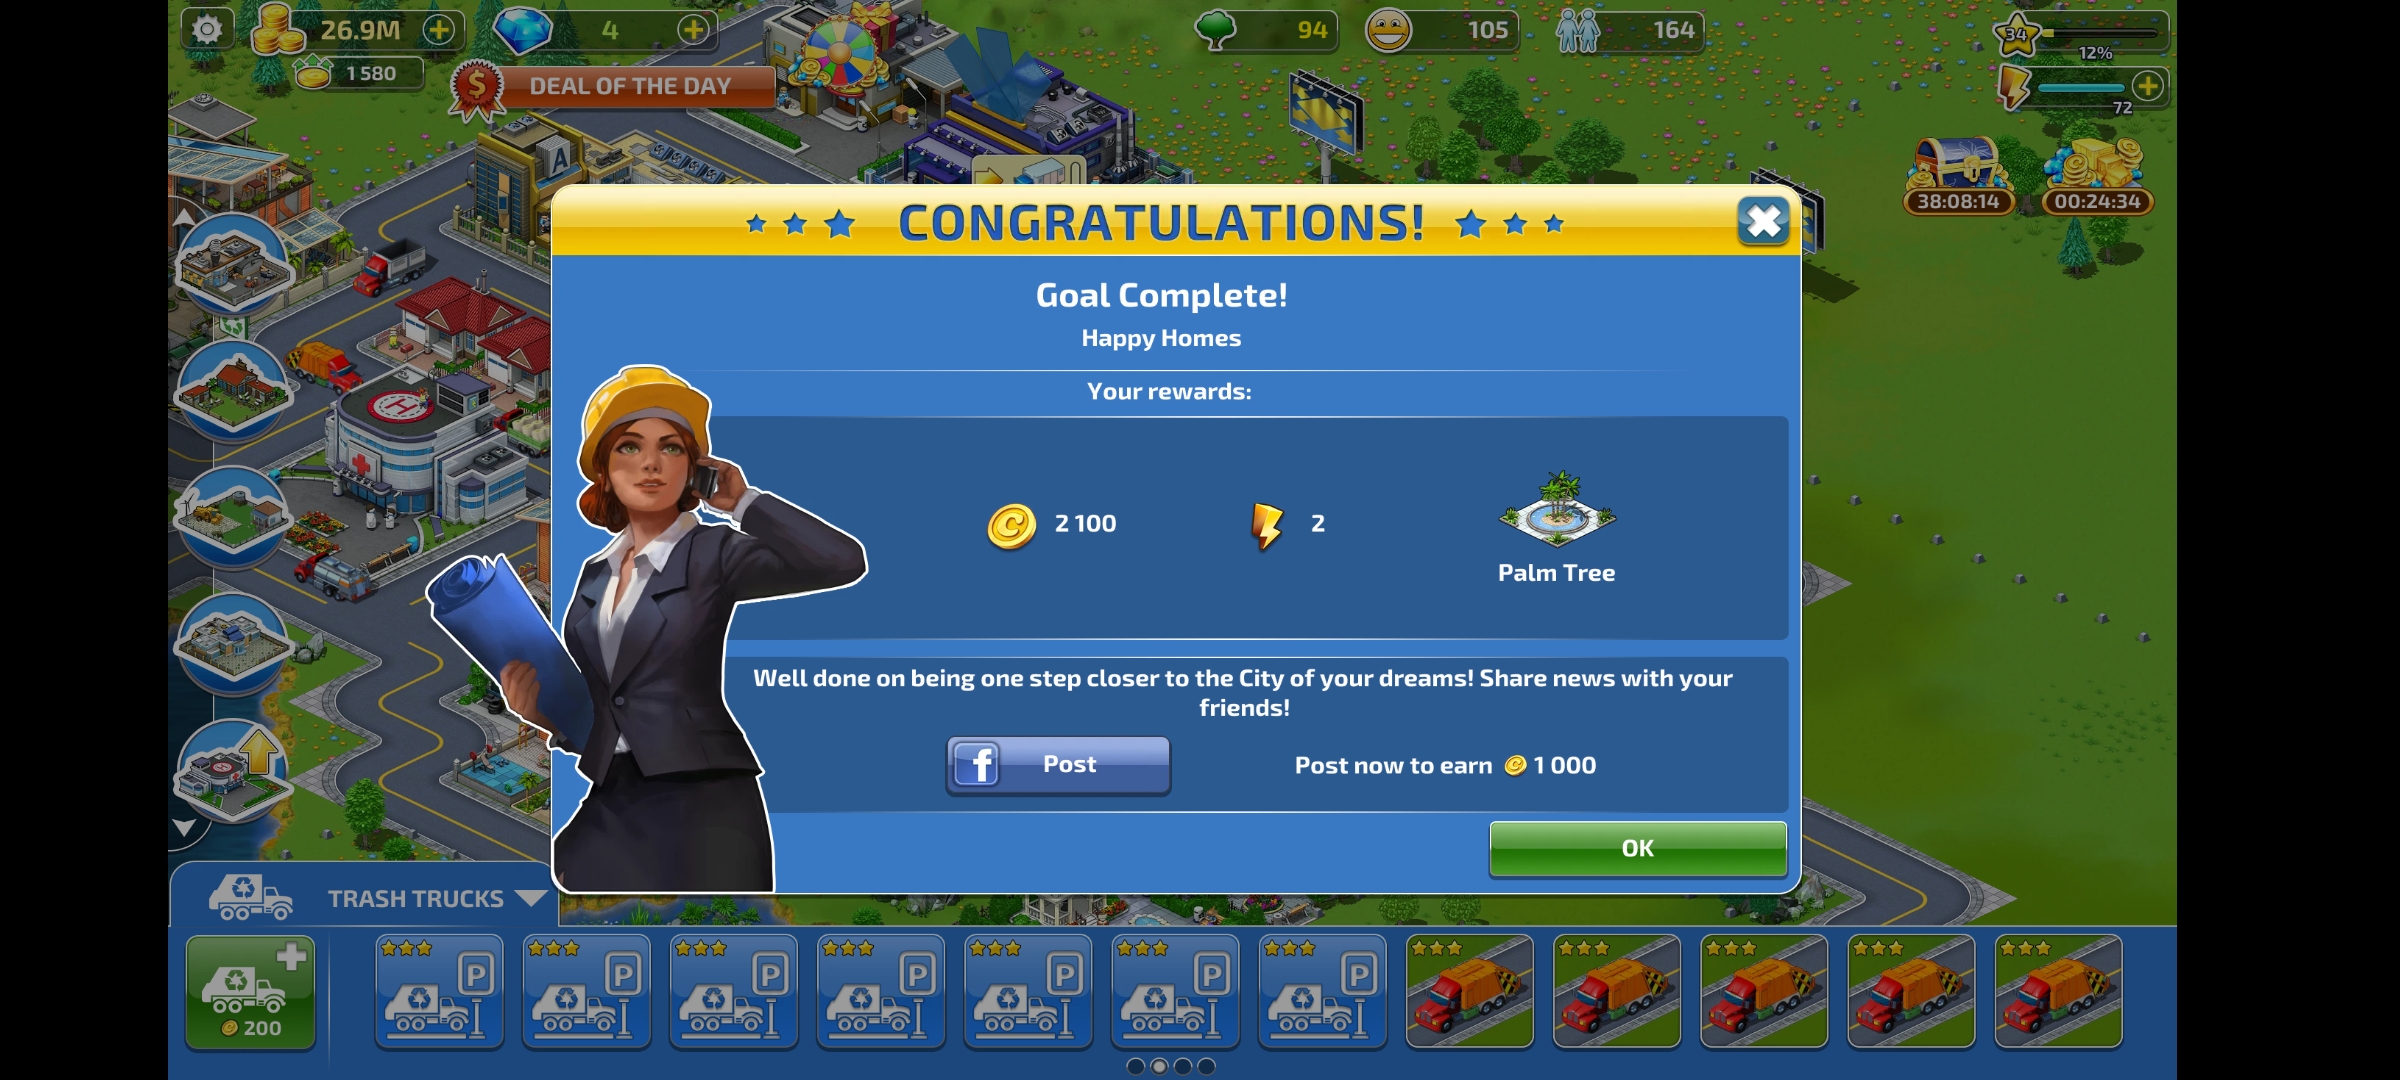 26.9M
4
94
105
164
34
12%
1 580
DEAL OF THE DAY
72
A
38:08:14
00:24:34
CONGRATULATIONS!
Goal Complete!
Happy Homes
Your rewards:
H
2 100
2
Palm Tree
Well done on being one step closer to the City of your dreams! Share news with your
friends!
f Post
Post now to earn 1 000
OK
TRASH TRUCKS
P
P
P
P
P
P
P
200